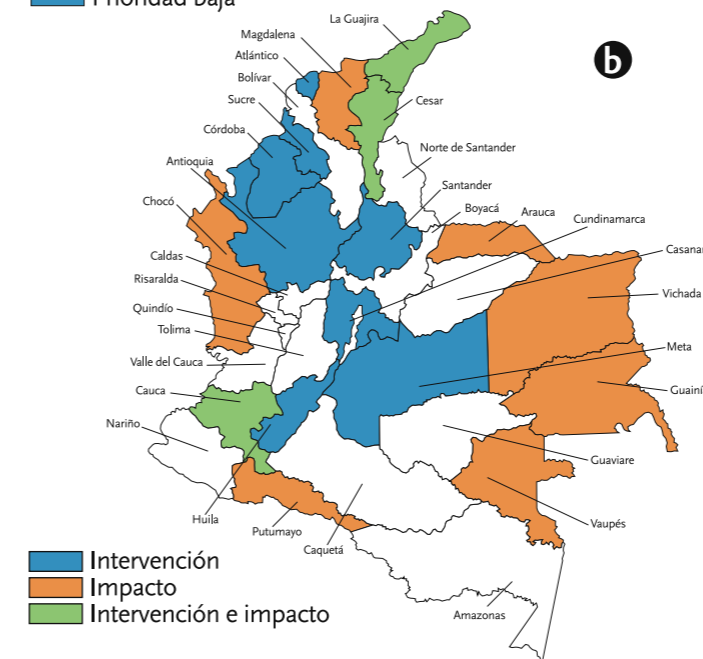 Prioridad Baja
La Guajira
Magdalena
b
Atlántico
Bolívar
Cesar
Sucre
Córdoba
Norte de Santander
Antioquia
Santander
Chocó
Boyacá
Arauca
Cundinamarca
Caldas
Casanar
Risaralda
Vichada
Quindío
Tolima
Meta
Valle del Cauca
Cauca
Guainí
Nariño
Guaviare
Huila
Vaupés
Putumayo
Caquetá
Intervención
Impacto
Intervención e impacto
Amazonas